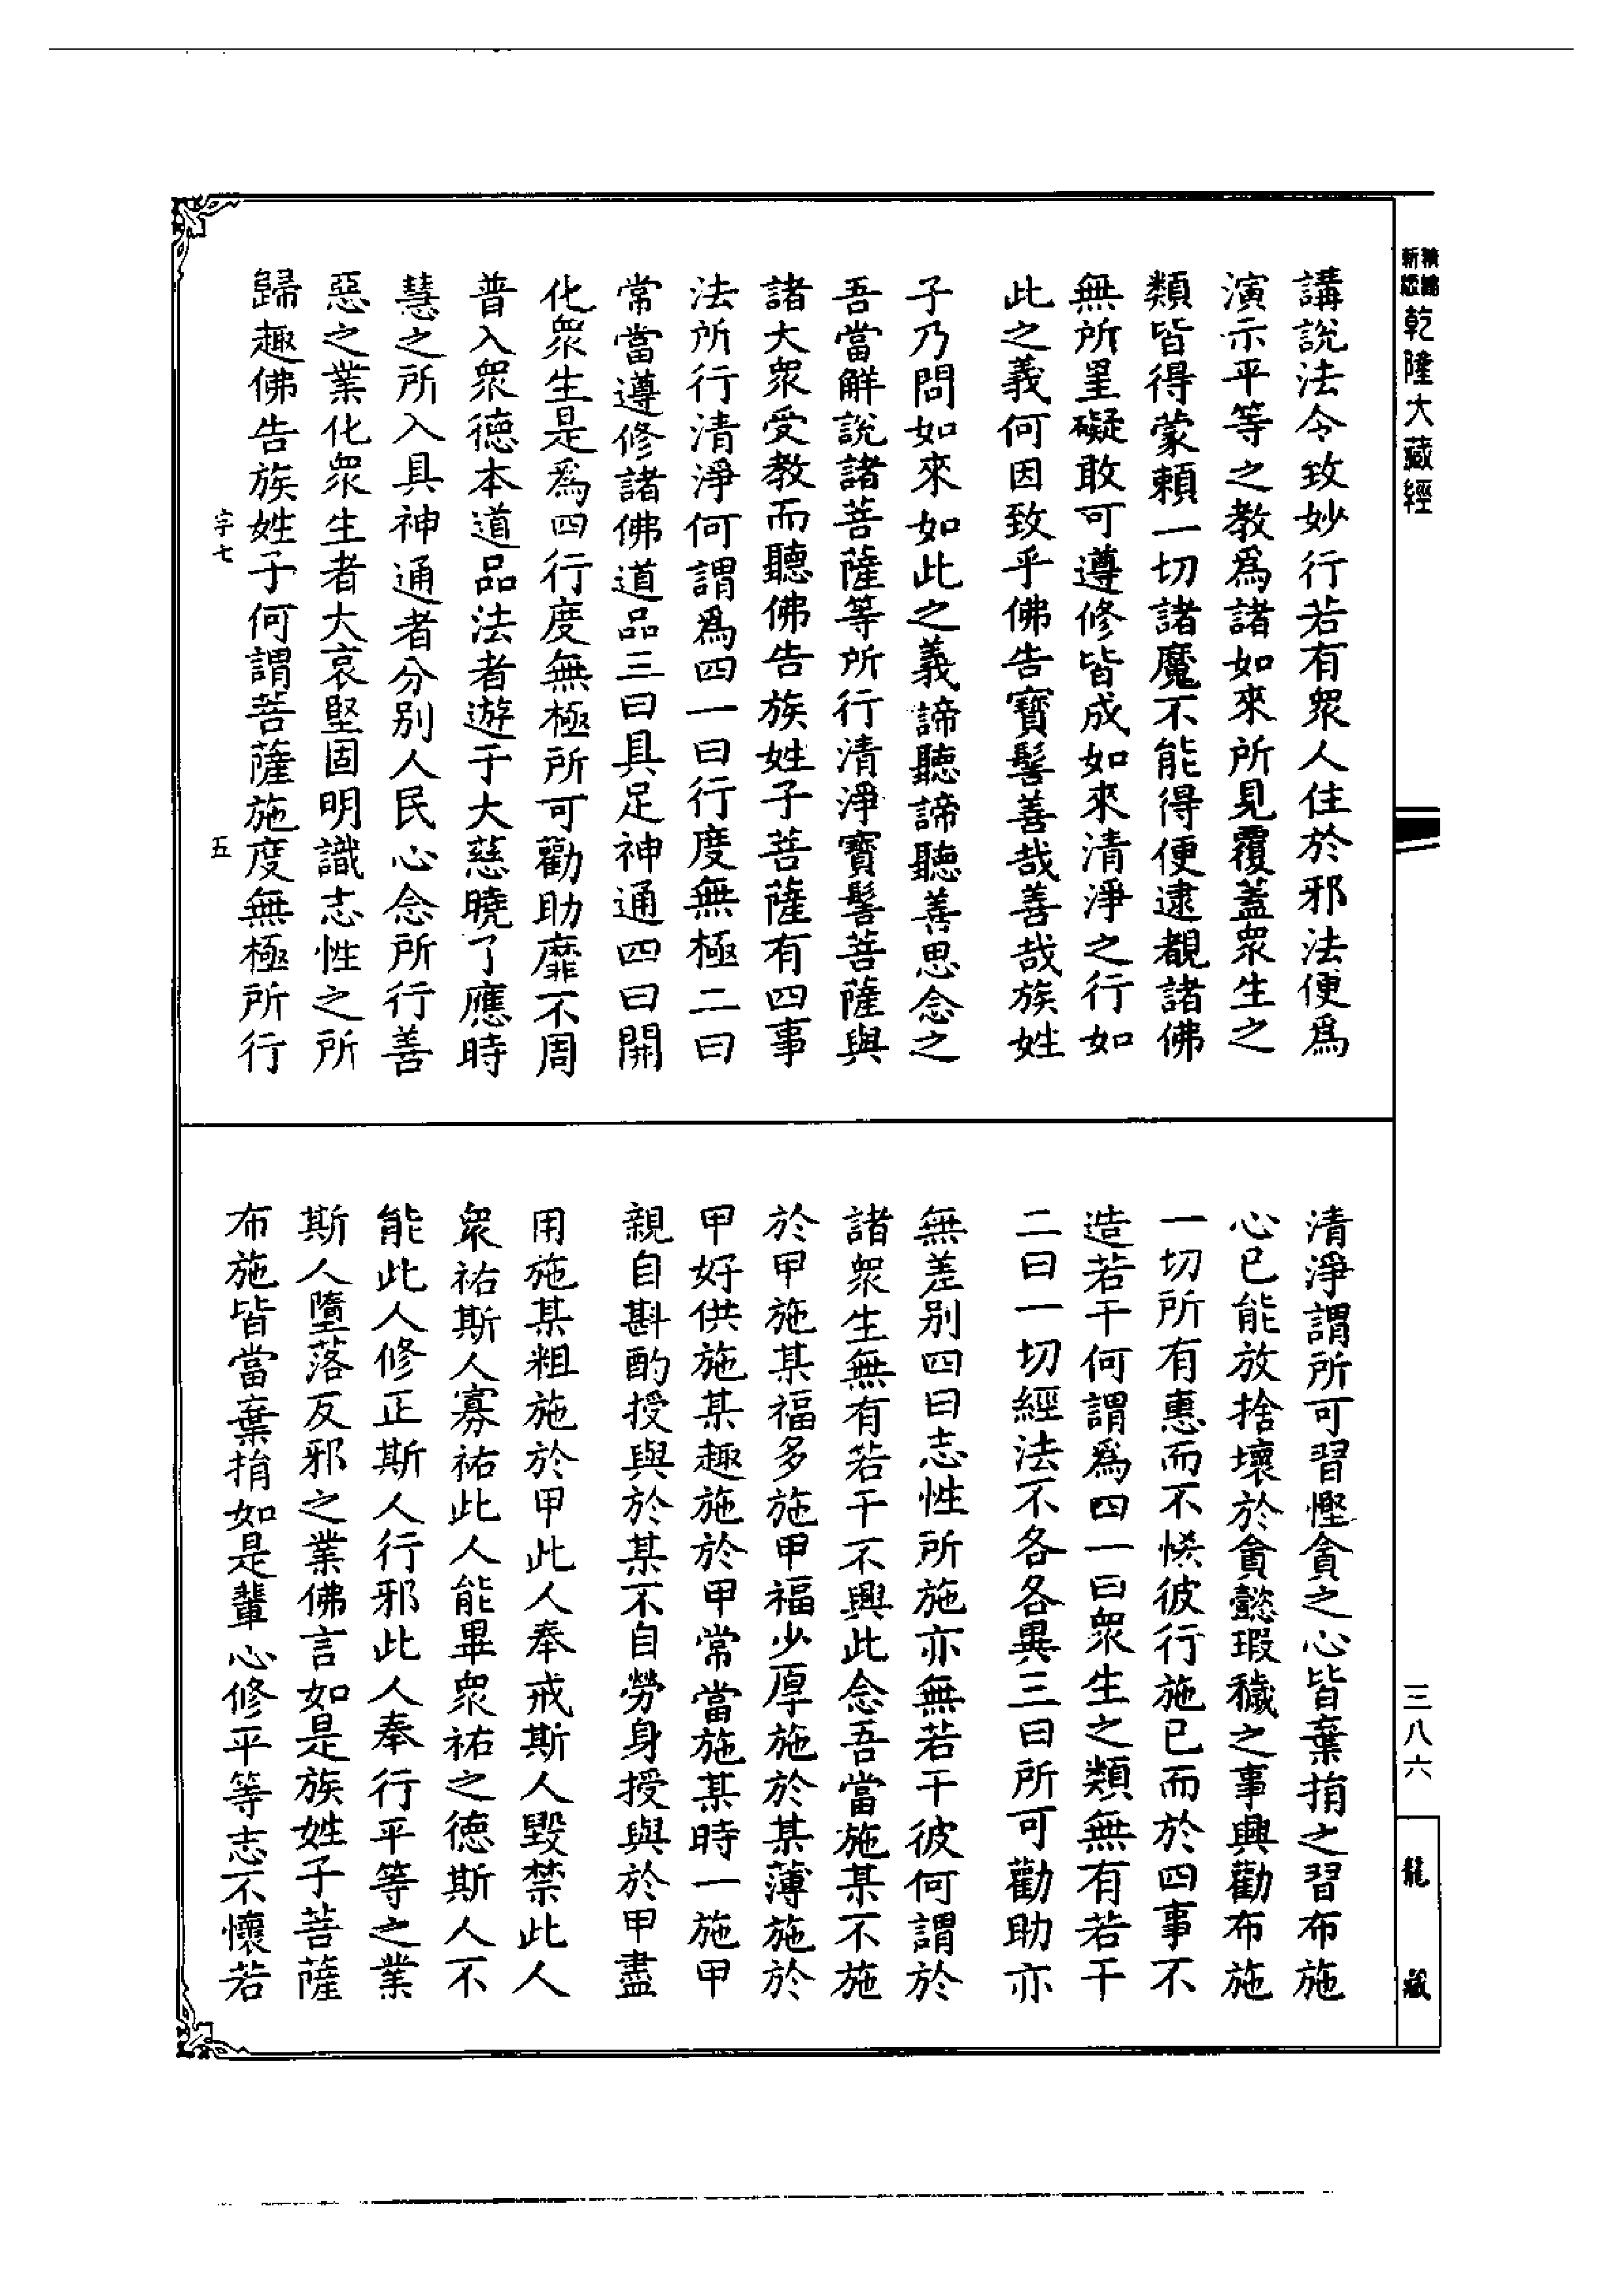 乾隆大藏經
講說法令致妙行若有衆人住於邪法便爲
演示平等之教爲諸如來所見覆蓋衆生之
類皆得蒙賴一切諸魔不能得便逮覩諸佛
無所罣礙敢可遵修皆成如來清淨之行如
此之義何因致乎佛告寶髻善哉善哉族姓
子乃問如來如此之義諦聽諦聽善思念之
吾當解說諸菩薩等所行清淨寶髻菩薩與
諸大衆受教而聽佛告族姓子菩薩有四事
法所行清淨何謂爲四一曰行度無極二曰
常當遵修諸佛道品三曰具足神通四曰開
化衆生是爲四行度無極所可勸助靡不周
普入衆德本道品法者遊于大慈曉了應時
慧之所入具神通者分别人民心念所行善
惡之業化衆生者大哀堅固明識志性之所
歸趣佛告族姓子何謂菩薩施度無極所行
字七 五
清淨謂所可習慳貪之心皆棄捐之習布施
心已能放捨壞於貪懿瑕穢之事興勸布施
一切所有惠而不悋彼行施已而於四事不
造若干何謂爲四一曰衆生之類無有若干
二曰一切經法不各各異三曰所可勸助亦
無差别四曰志性所施亦無若干彼何謂於
諸衆生無有若干不興此念吾當施某不施
於甲施某福多施甲福少厚施於某薄施於
甲好供施某趣施於甲常當施某時一施甲
親自斟酌授與於某不自勞身授與於甲盡
用施某粗施於甲此人奉戒斯人毀禁此人
衆祐斯人寡祐此人能畢衆祐之德斯人不
能此人修正斯人行邪此人奉行平等之業
斯人墮落反邪之業佛言如是族姓子菩薩
布施皆當棄捐如是輩心修平等志不懷若
三八六
龍藏